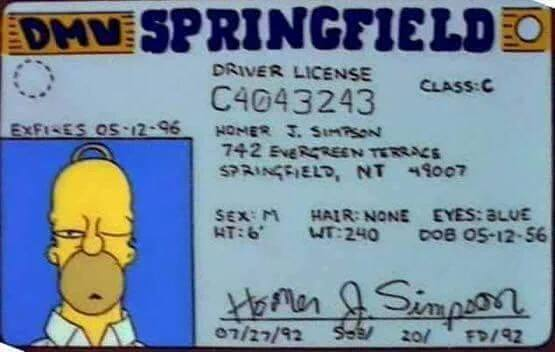 DMV SPRINGFIELD
DRIVER LICENSE
CLASS:C
C4043243
EXPIRES 05-12-96
HOMER J. SIMPSON
742 EVERGREEN TERRACE
SPRINGFIELD, NT 49007
SEX: M HAIR: NONE EYES: BLUE
HT: 6' WT: 240 DOB 05-12-56
Homer J. Simpson
07/27/92 20/ FD/92